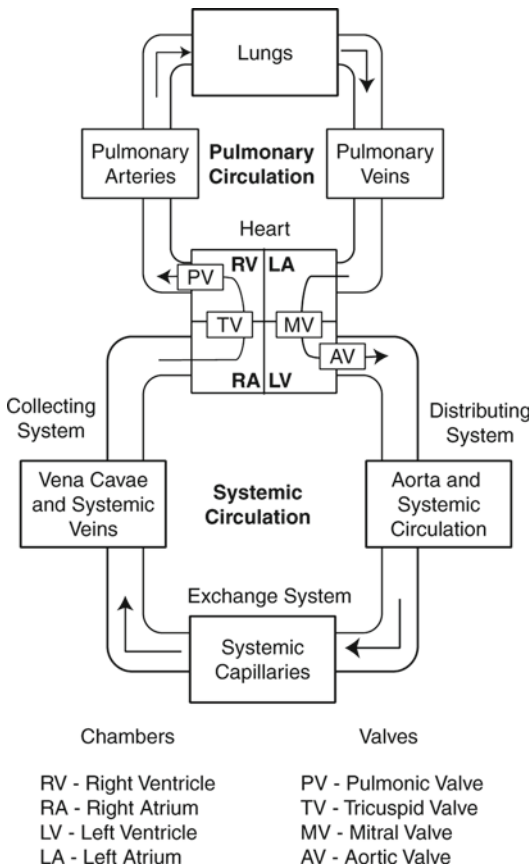 Lungs
Pulmonary
Arteries
Pulmonary
Circulation
Pulmonary
Veins
Heart
RV
LA
PV
TV
MV
AV
RA
LV
Collecting
System
Distributing
System
Vena Cavae
and Systemic
Veins
Systemic
Circulation
Aorta and
Systemic
Circulation
Exchange System
Systemic
Capillaries
Chambers
RV - Right Ventricle
RA - Right Atrium
LV - Left Ventricle
LA - Left Atrium
Valves
PV - Pulmonic Valve
TV - Tricuspid Valve
MV - Mitral Valve
AV - Aortic Valve